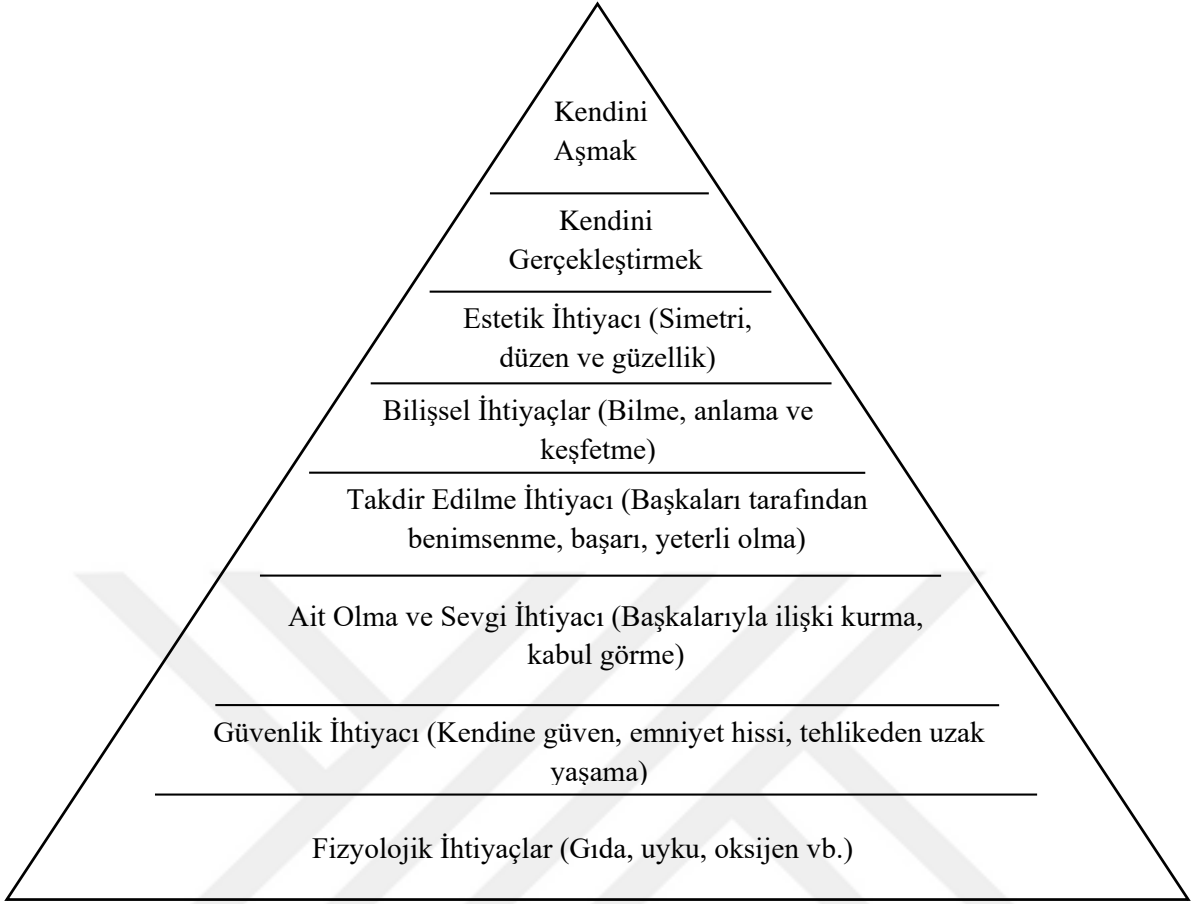 Kendini
Aşmak
Kendini
Gerçekleştirmek
Estetik İhtiyacı (Simetri,
düzen ve güzellik)
Bilişsel İhtiyaçlar (Bilme, anlama ve
keşfetme)
Takdir Edilme İhtiyacı (Başkaları tarafından
benimsenme, başarı, yeterli olma)
Ait Olma ve Sevgi İhtiyacı (Başkalarıyla ilişki kurma,
kabul görme)
Güvenlik İhtiyacı (Kendine güven, emniyet hissi, tehlikeden uzak
yaşama)
Fizyolojik İhtiyaçlar (Gıda, uyku, oksijen vb.)